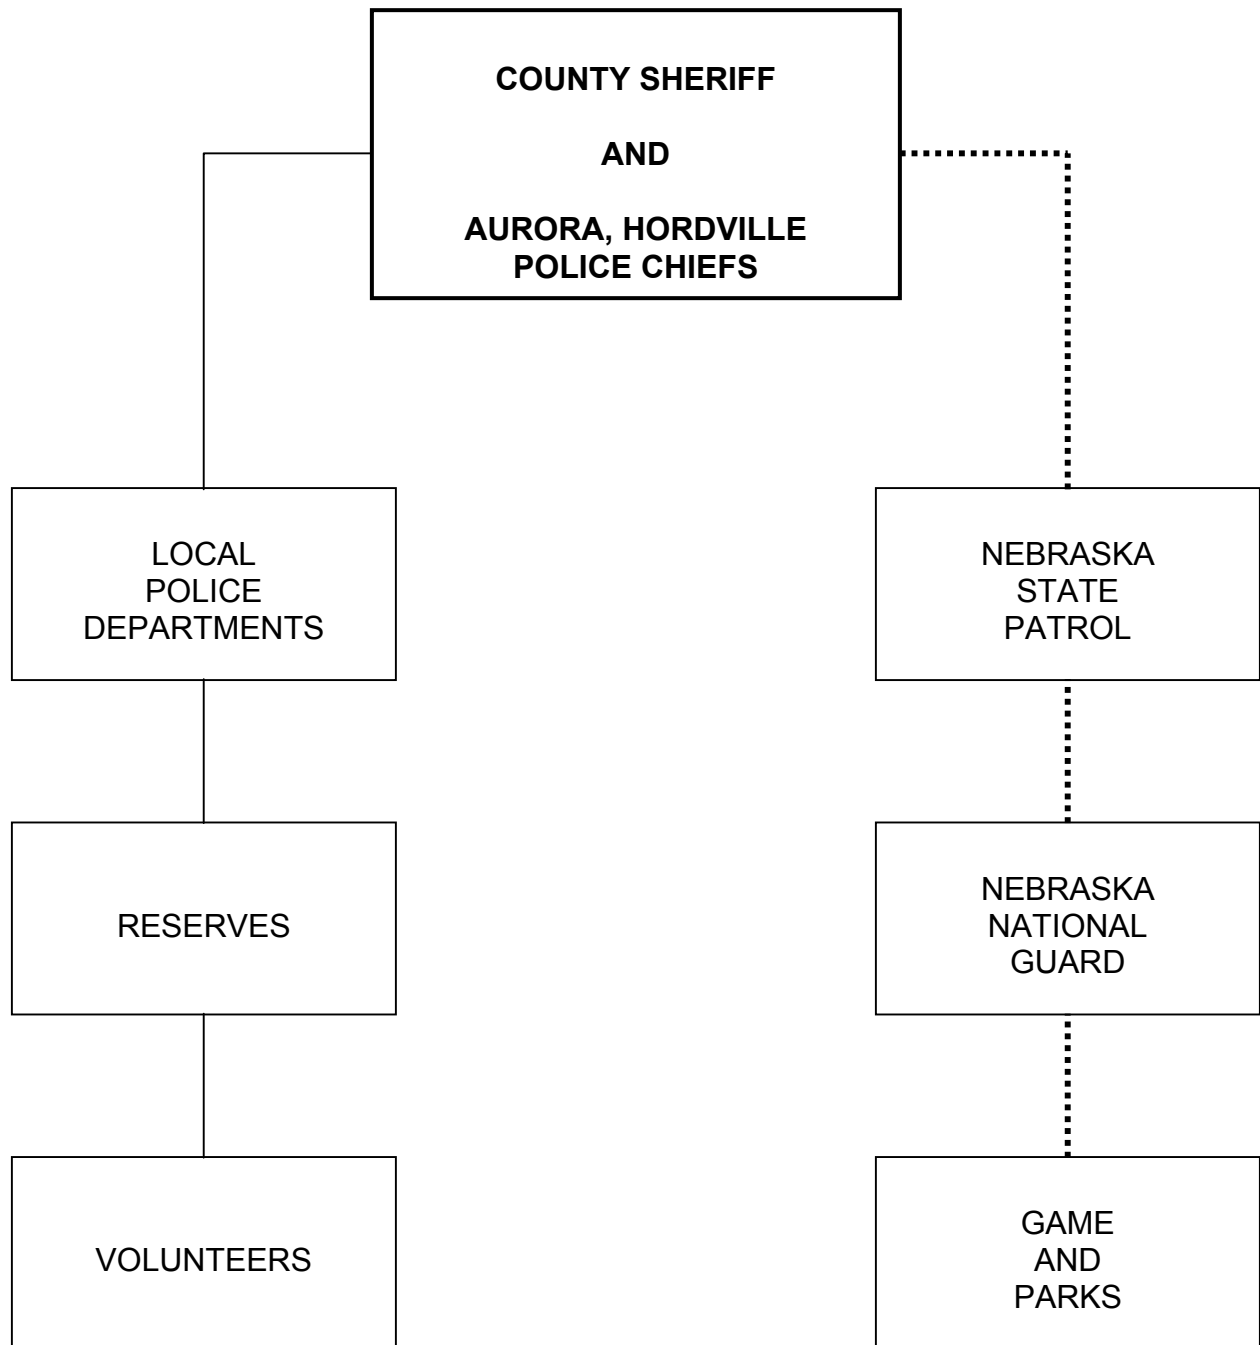 COUNTY SHERIFF
AND
AURORA, HORDVILLE
POLICE CHIEFS
LOCAL
POLICE
DEPARTMENTS
NEBRASKA
STATE
PATROL
RESERVES
NEBRASKA
NATIONAL
GUARD
VOLUNTEERS
GAME
AND
PARKS